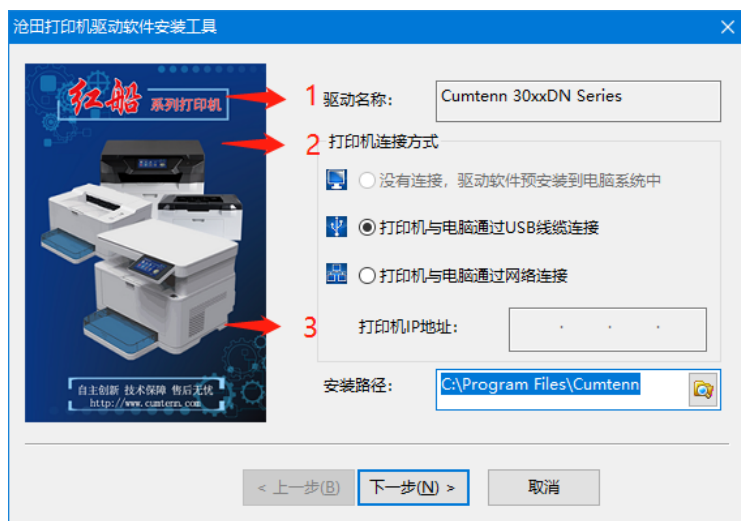 沧田打印机驱动软件安装工具
红船 系列打印机
1 驱动名称: Cumtenn 30xxDN Series
2 打印机连接方式
没有连接，驱动软件预安装到电脑系统中
打印机与电脑通过USB线缆连接
打印机与电脑通过网络连接
3 打印机IP地址: . . .
安装路径: C:\Program Files\Cumtenn
自主创新 技术保障 售后无忧
http://www.cumtenn.com
< 上一步(B) 下一步(N) > 取消